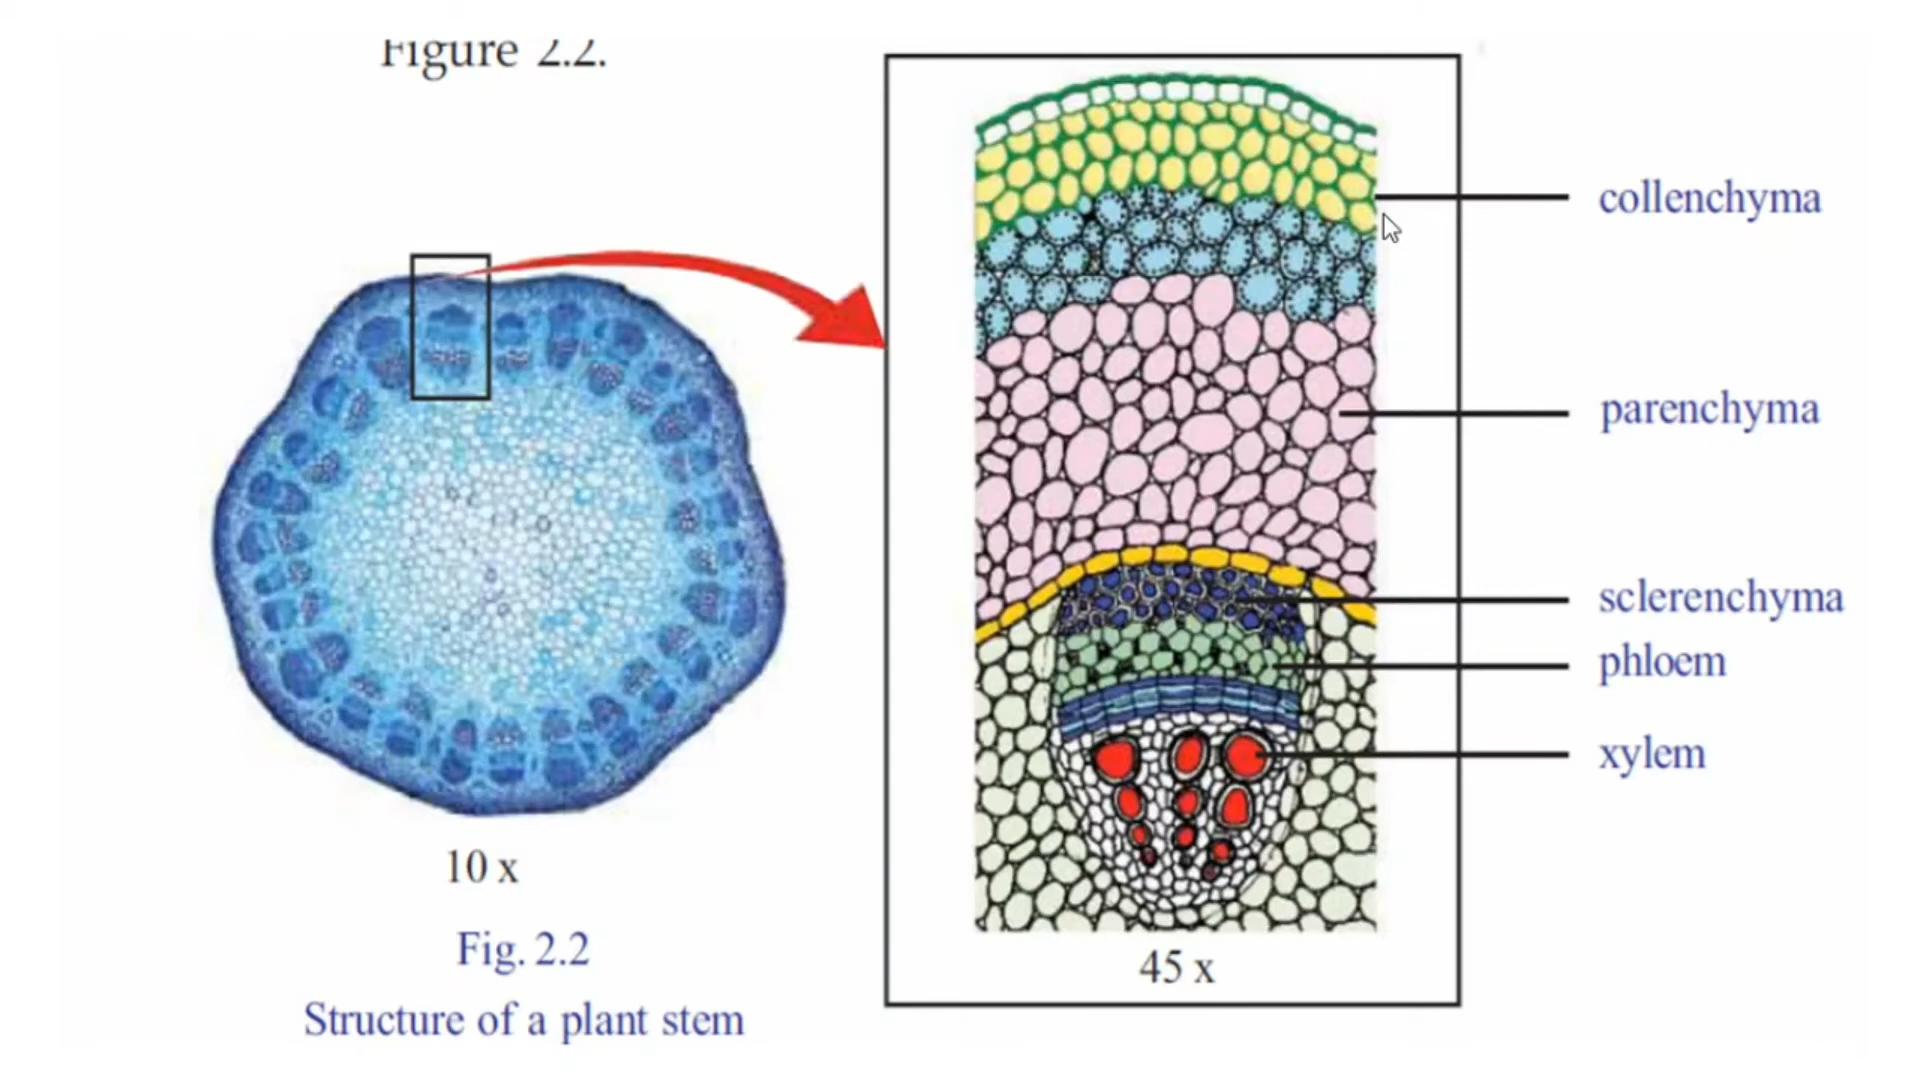 Figure 2.2.
collenchyma
parenchyma
sclerenchyma
phloem
xylem
10 x
45 x
Fig. 2.2
Structure of a plant stem